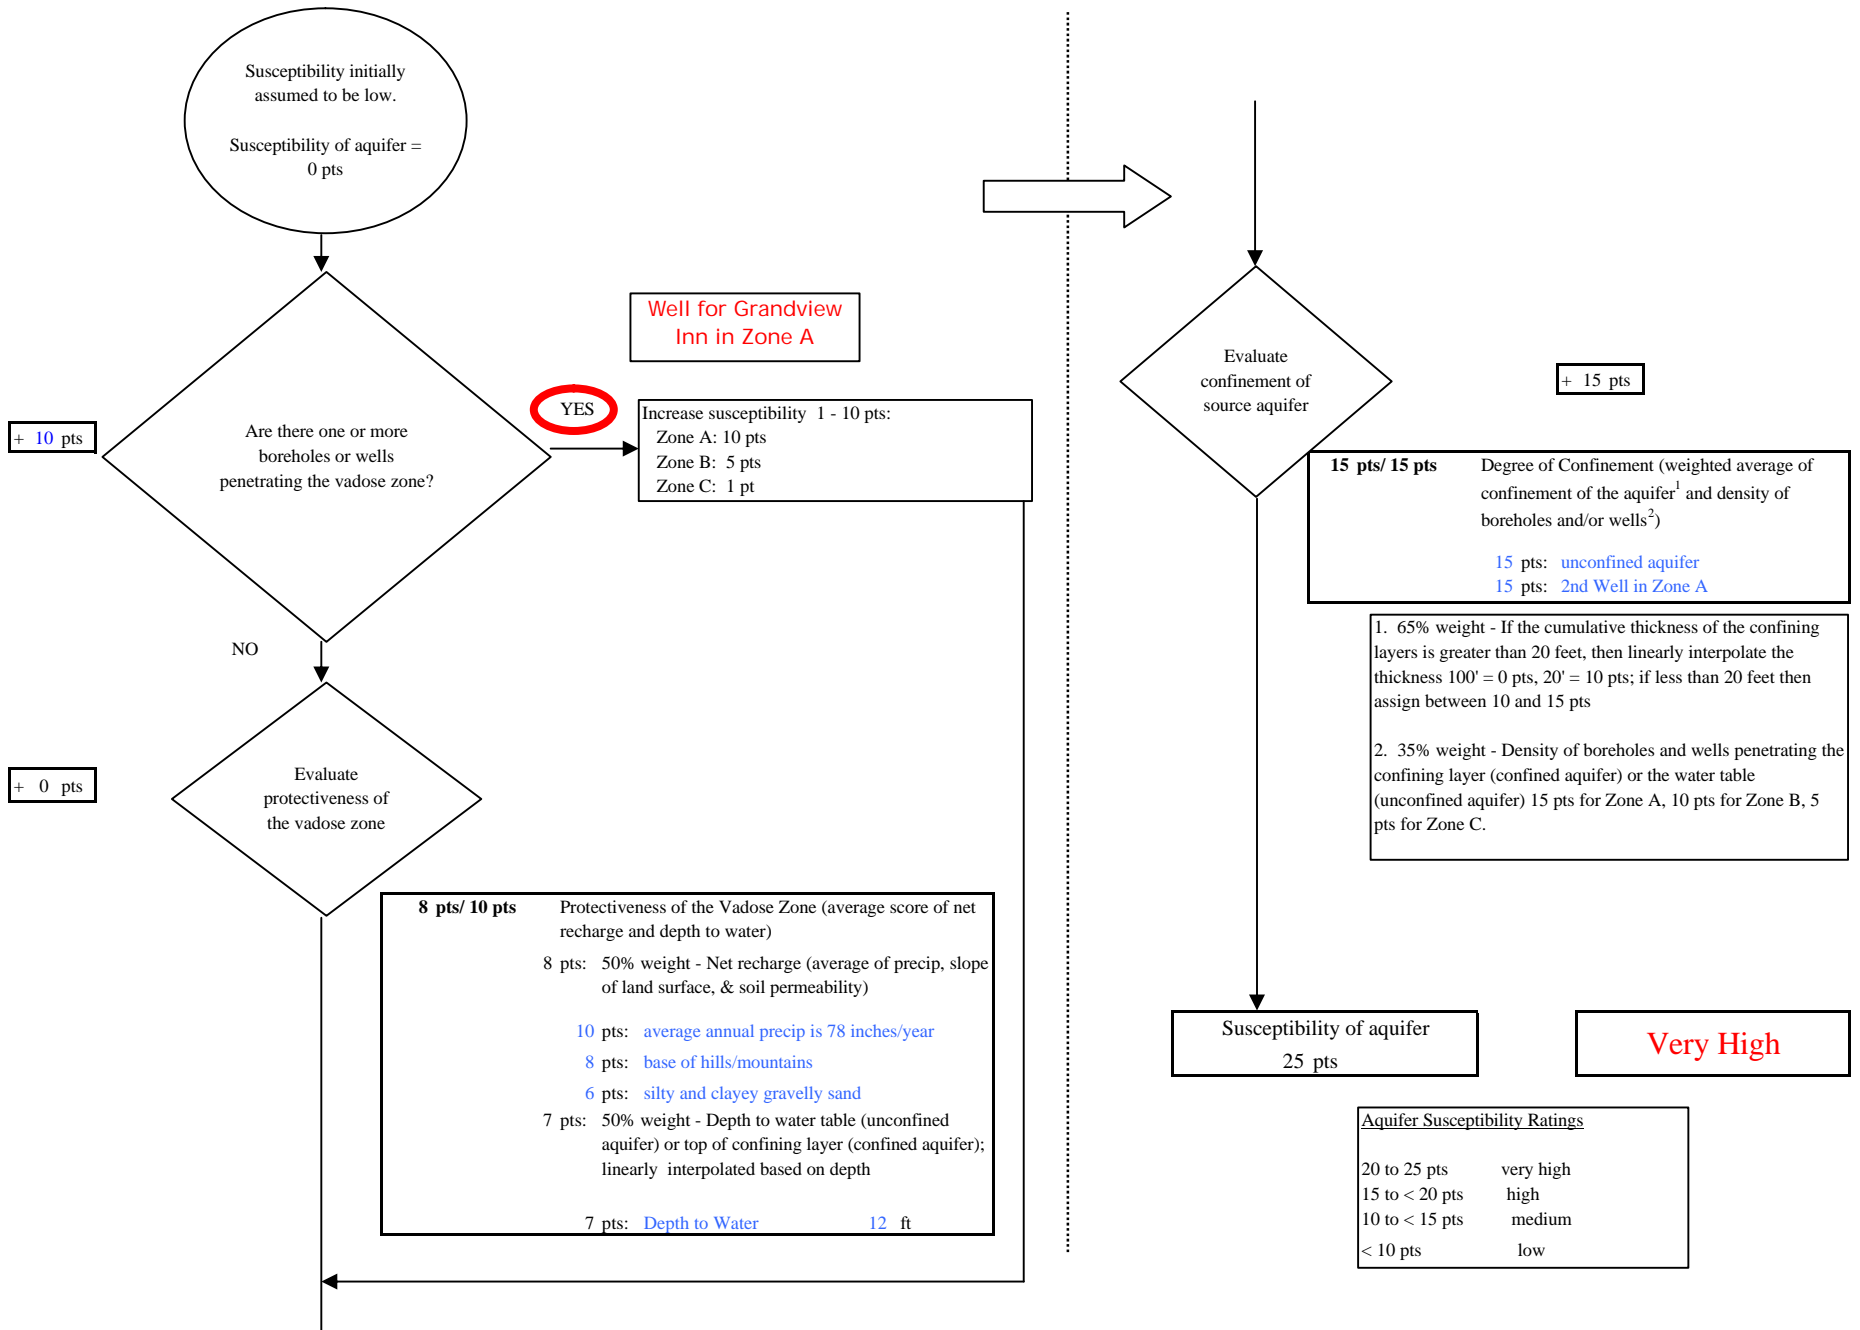 Susceptibility initially
assumed to be low.
Susceptibility of aquifer =
0 pts
Well for Grandview
Inn in Zone A
YES
+ 10 pts
Are there one or more
boreholes or wells
penetrating the vadose zone?
Increase susceptibility 1 - 10 pts:
Zone A: 10 pts
Zone B: 5 pts
Zone C: 1 pt
NO
+ 0 pts
Evaluate
protectiveness of
the vadose zone
8 pts/ 10 pts Protectiveness of the Vadose Zone (average score of net
recharge and depth to water)
8 pts: 50% weight - Net recharge (average of precip, slope
of land surface, & soil permeability)
10 pts: average annual precip is 78 inches/year
8 pts: base of hills/mountains
6 pts: silty and clayey gravelly sand
7 pts: 50% weight - Depth to water table (unconfined
aquifer) or top of confining layer (confined aquifer);
linearly interpolated based on depth
7 pts: Depth to Water 12 ft
Evaluate
confinement of
source aquifer
+ 15 pts
15 pts/ 15 pts Degree of Confinement (weighted average of
confinement of the aquifer1 and density of
boreholes and/or wells2)
15 pts: unconfined aquifer
15 pts: 2nd Well in Zone A
1. 65% weight - If the cumulative thickness of the confining
layers is greater than 20 feet, then linearly interpolate the
thickness 100' = 0 pts, 20' = 10 pts; if less than 20 feet then
assign between 10 and 15 pts
2. 35% weight - Density of boreholes and wells penetrating the
confining layer (confined aquifer) or the water table
(unconfined aquifer) 15 pts for Zone A, 10 pts for Zone B, 5
pts for Zone C.
Susceptibility of aquifer
25 pts
Very High
Aquifer Susceptibility Ratings
20 to 25 pts very high
15 to < 20 pts high
10 to < 15 pts medium
< 10 pts low